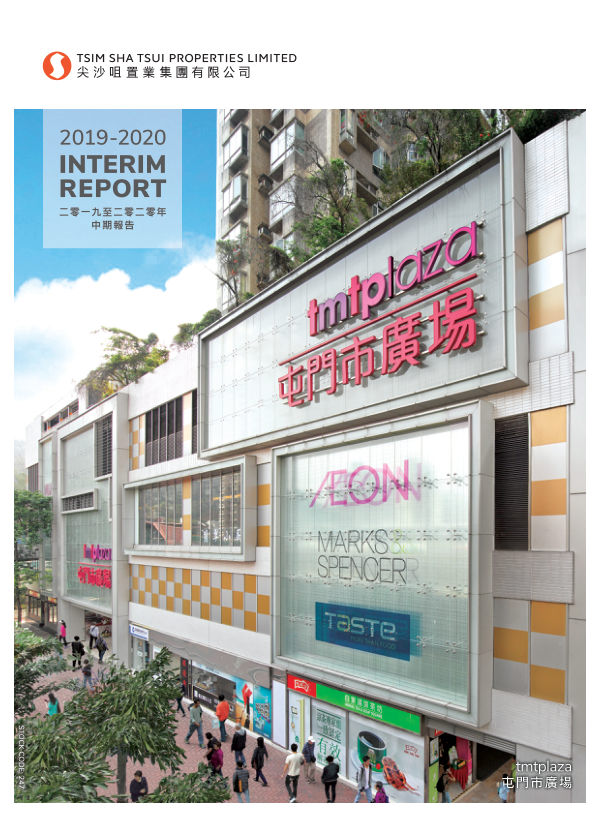 TSIM SHA TSUI PROPERTIES LIMITED
尖沙咀置業集團有限公司
2019-2020
INTERIM
REPORT
二零一九至二零二零年
中期報告
tmtplaza
屯門市廣場
ÆON
MARKS &
SPENCER
TaSTe
tmtplaza
屯門市廣場
有效
STOCK CODE: 247
tmtplaza
屯門市廣場